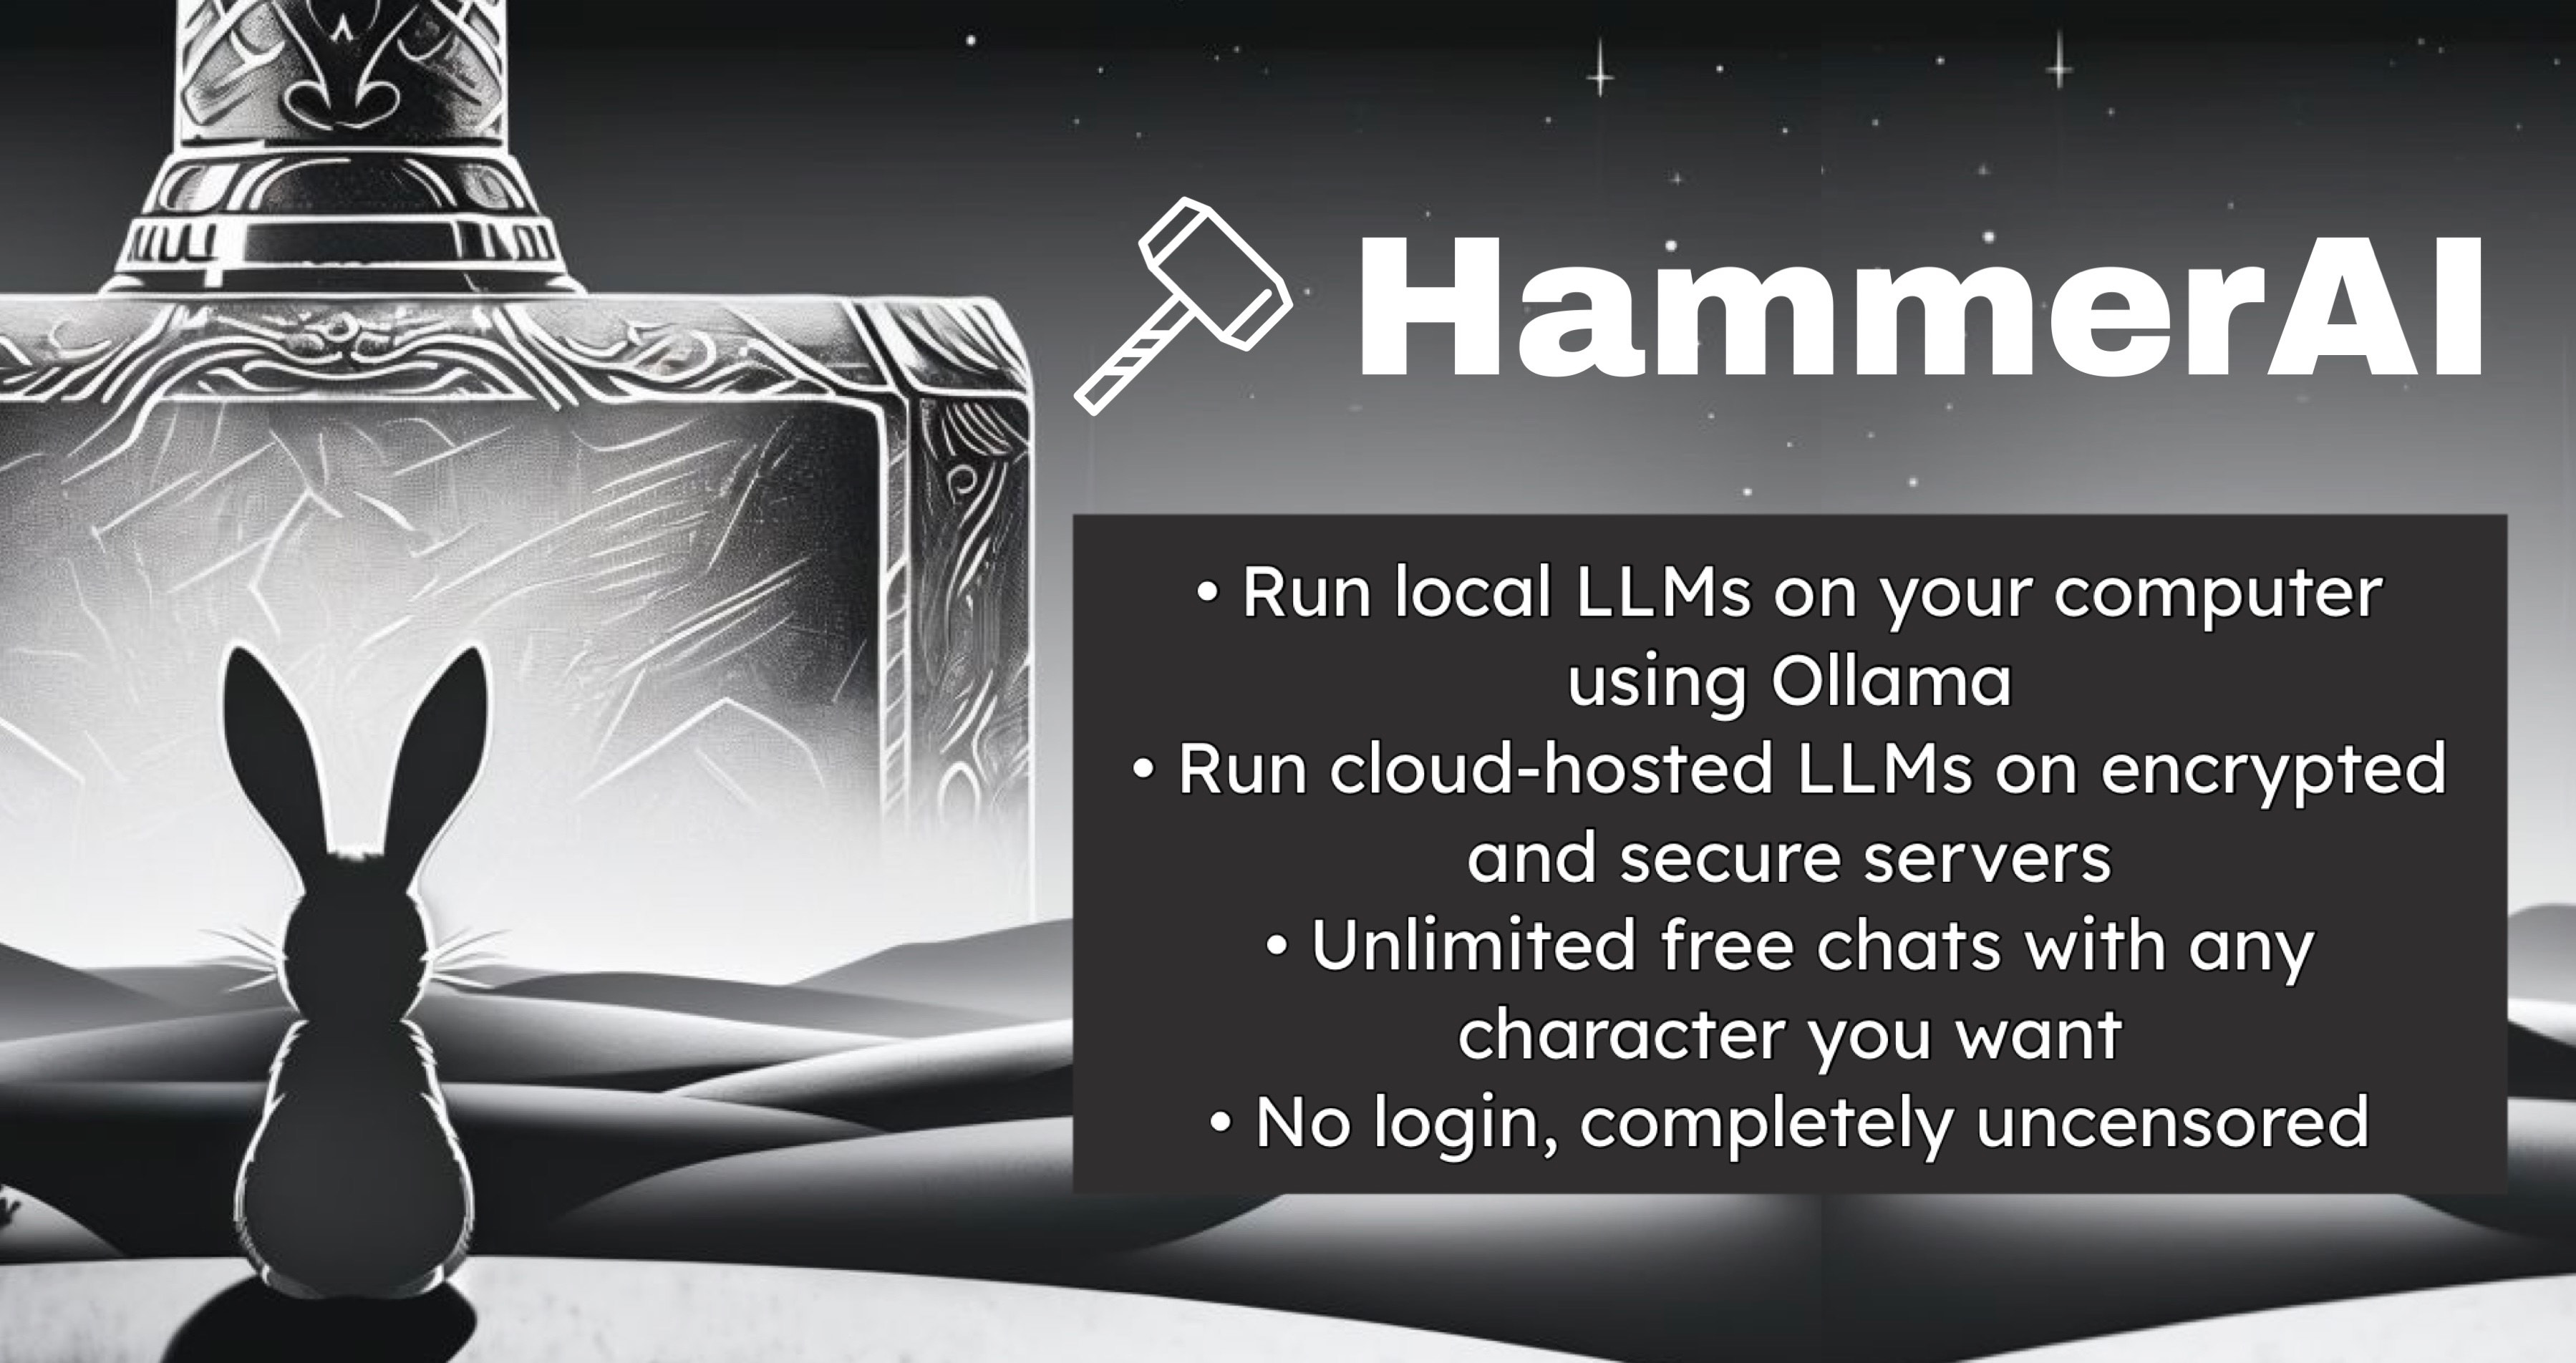 HammerAI
• Run local LLMs on your computer
using Ollama
• Run cloud-hosted LLMs on encrypted
and secure servers
• Unlimited free chats with any
character you want
• No login, completely uncensored